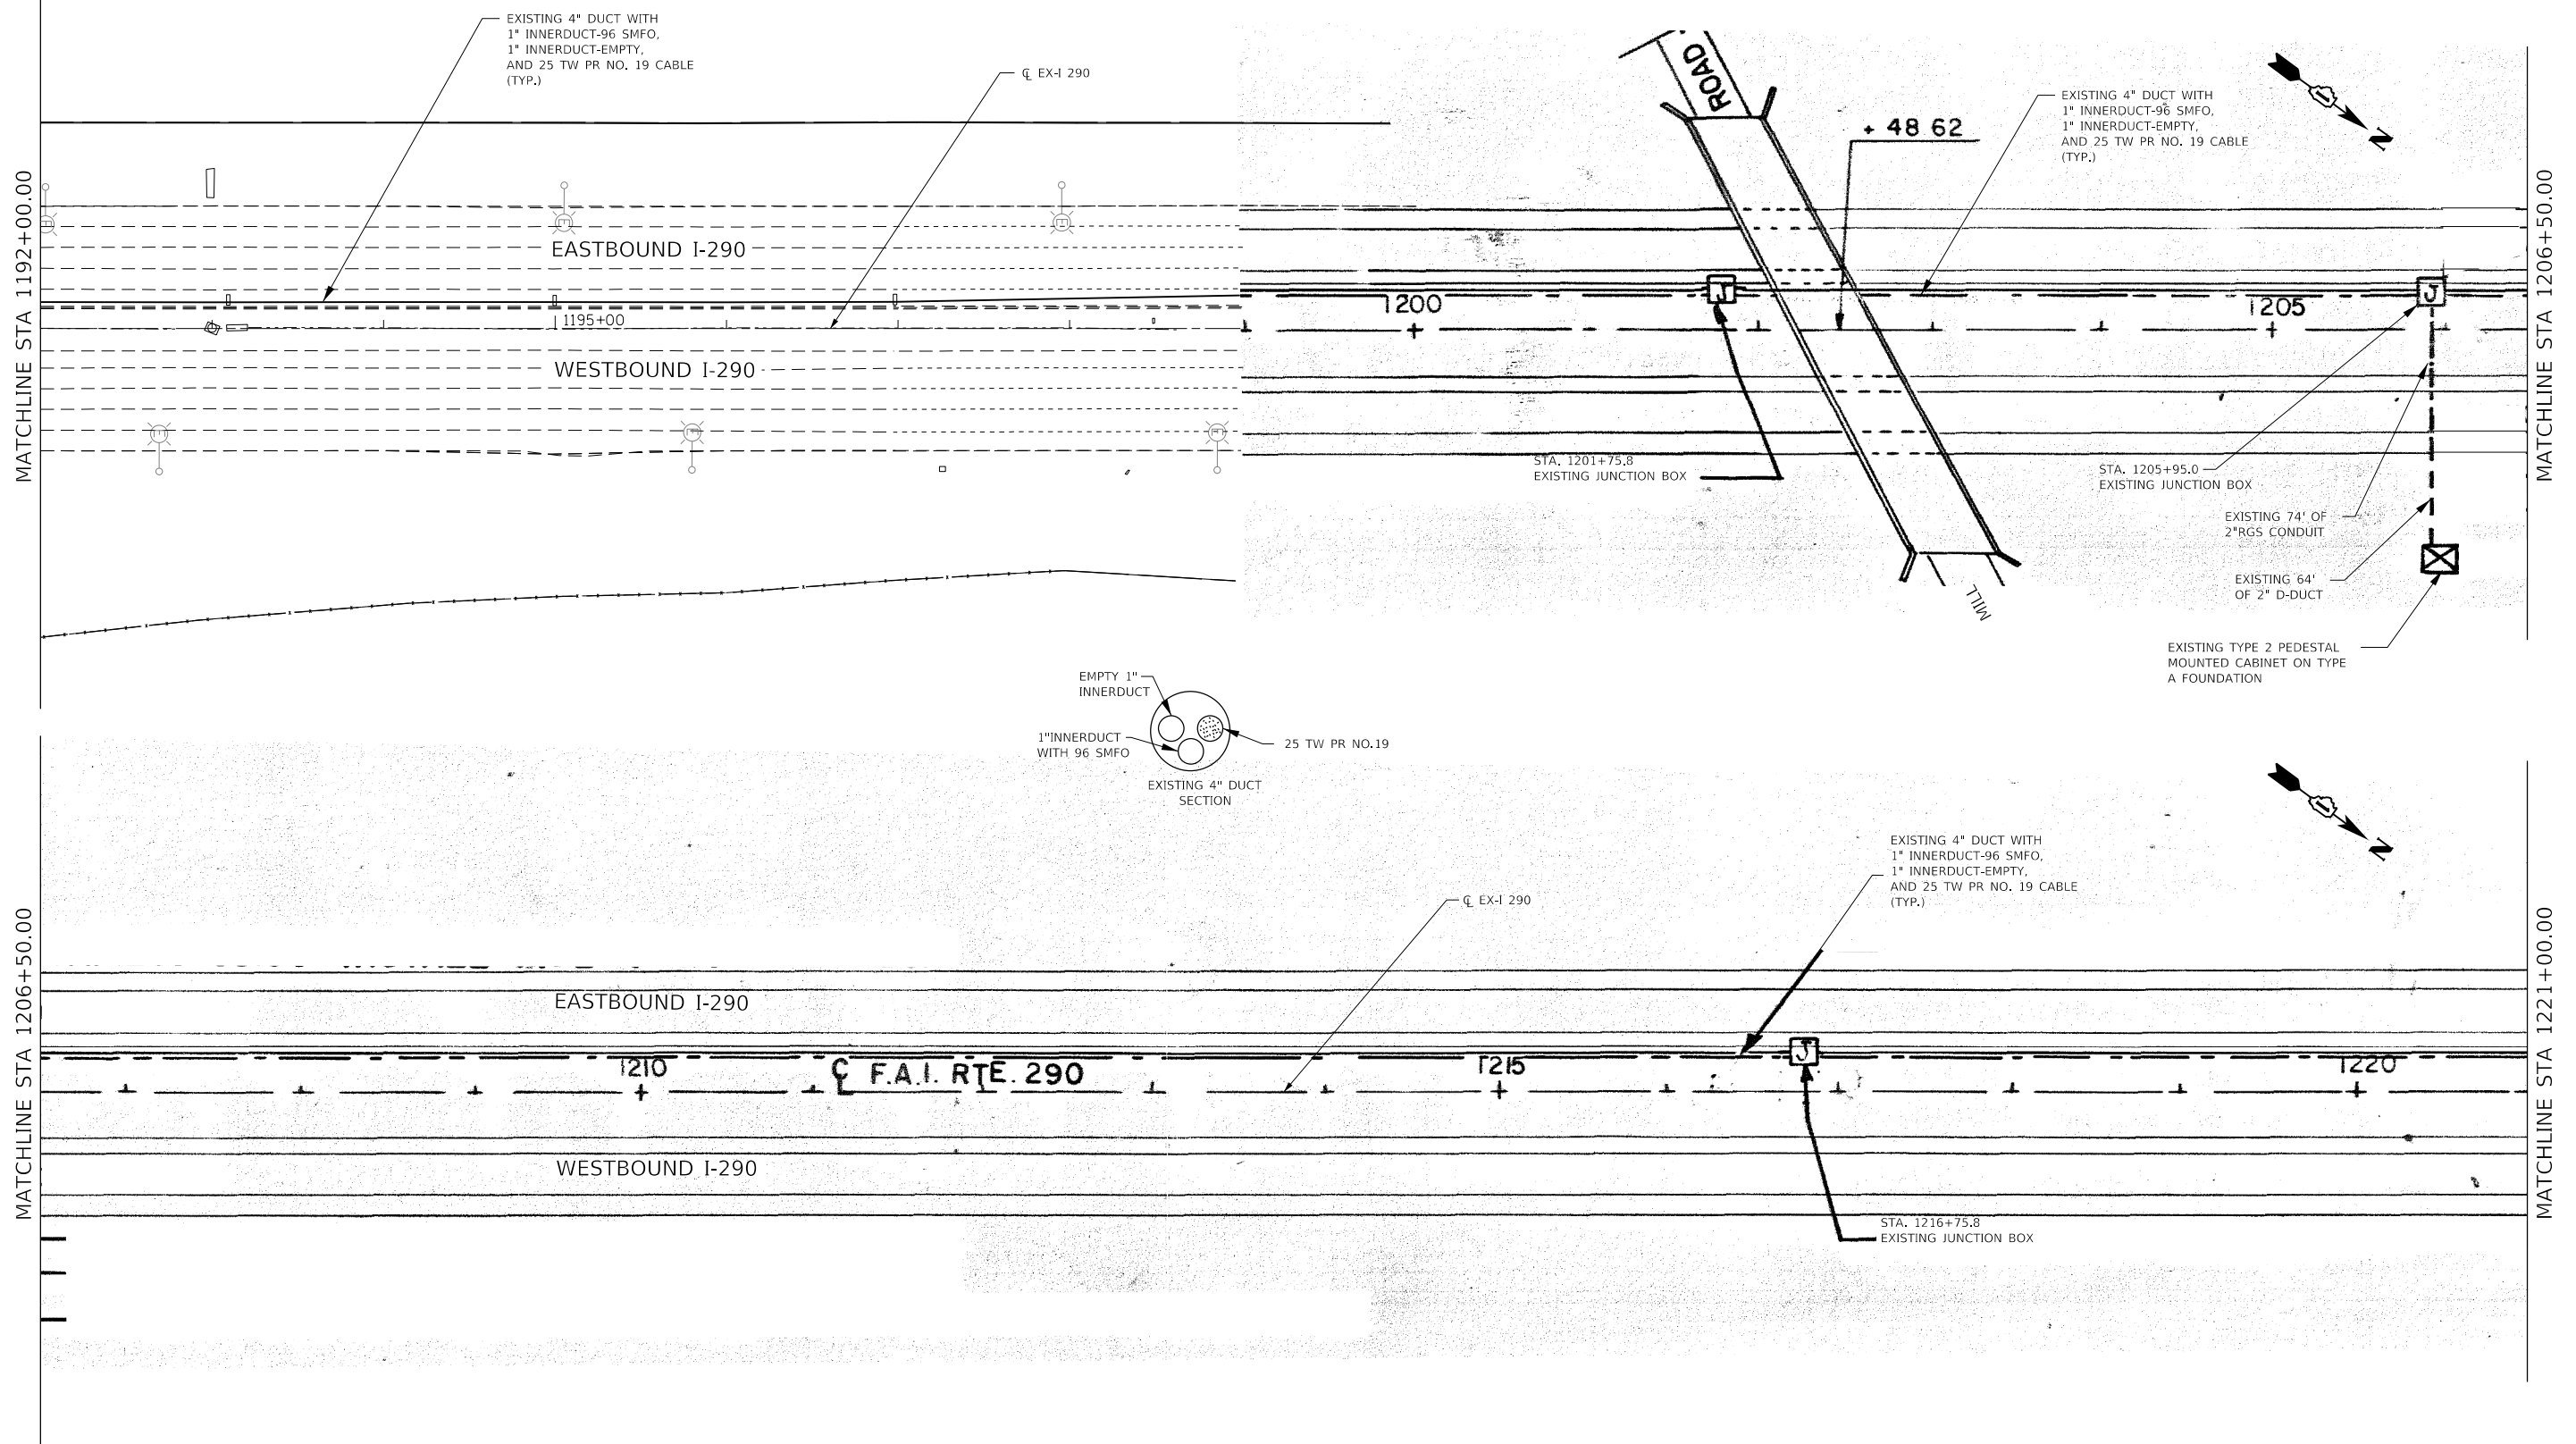 EXISTING 4" DUCT WITH
1" INNERDUCT-96 SMFO,
1" INNERDUCT-EMPTY,
AND 25 TW PR NO. 19 CABLE
(TYP.)
℄ EX-I 290
ROAD
+ 48 62
EXISTING 4" DUCT WITH
1" INNERDUCT-96 SMFO,
1" INNERDUCT-EMPTY,
AND 25 TW PR NO. 19 CABLE
(TYP.)
N
MATCHLINE STA 1192+00.00
EASTBOUND I-290
1195+00
WESTBOUND I-290
1200
J
1205
J
MATCHLINE STA 1206+50.00
STA. 1201+75.8
EXISTING JUNCTION BOX
STA. 1205+95.0
EXISTING JUNCTION BOX
EXISTING 74' OF
2"RGS CONDUIT
EXISTING 64'
OF 2" D-DUCT
MILL
EXISTING TYPE 2 PEDESTAL
MOUNTED CABINET ON TYPE
A FOUNDATION
EMPTY 1"
INNERDUCT
1"INNERDUCT
WITH 96 SMFO
25 TW PR NO.19
EXISTING 4" DUCT
SECTION
EXISTING 4" DUCT WITH
1" INNERDUCT-96 SMFO,
1" INNERDUCT-EMPTY,
AND 25 TW PR NO. 19 CABLE
(TYP.)
℄ EX-I 290
N
MATCHLINE STA 1206+50.00
EASTBOUND I-290
1210
℄ F.A.I. RTE. 290
1215
J
1220
WESTBOUND I-290
MATCHLINE STA 1221+00.00
STA. 1216+75.8
EXISTING JUNCTION BOX